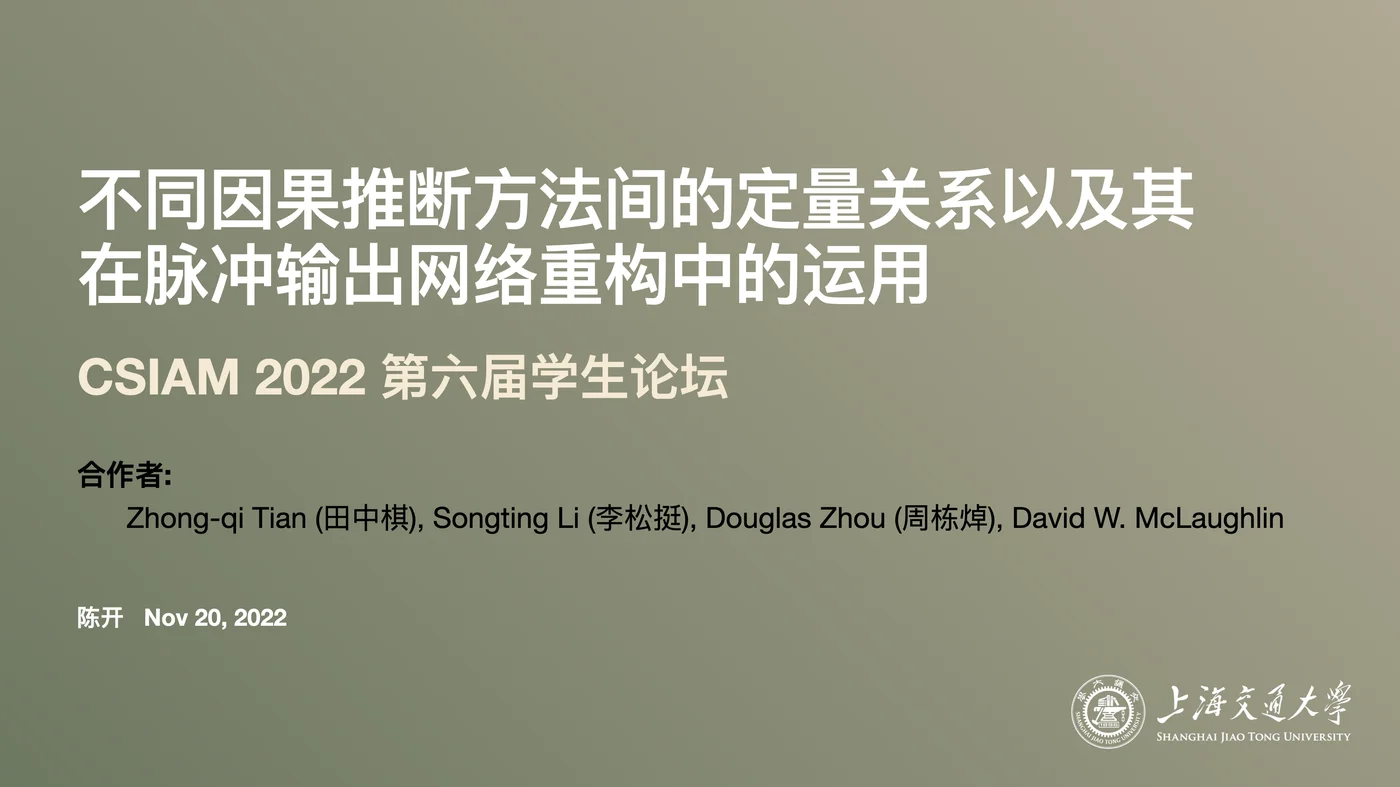 不同因果推断方法间的定量关系以及其
在脉冲输出网络重构中的运用
CSIAM 2022 第六届学生论坛
合作者:
Zhong-qi Tian (田中棋), Songting Li (李松挺), Douglas Zhou (周栋焯), David W. McLaughlin
陈开 Nov 20, 2022
上海交通大学
SHANGHAI JIAO TONG UNIVERSITY